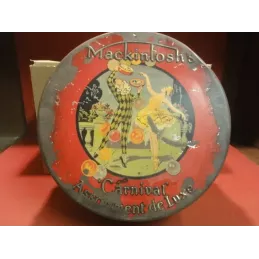 Mackintosh's
Carnival
Assortment de Luxe